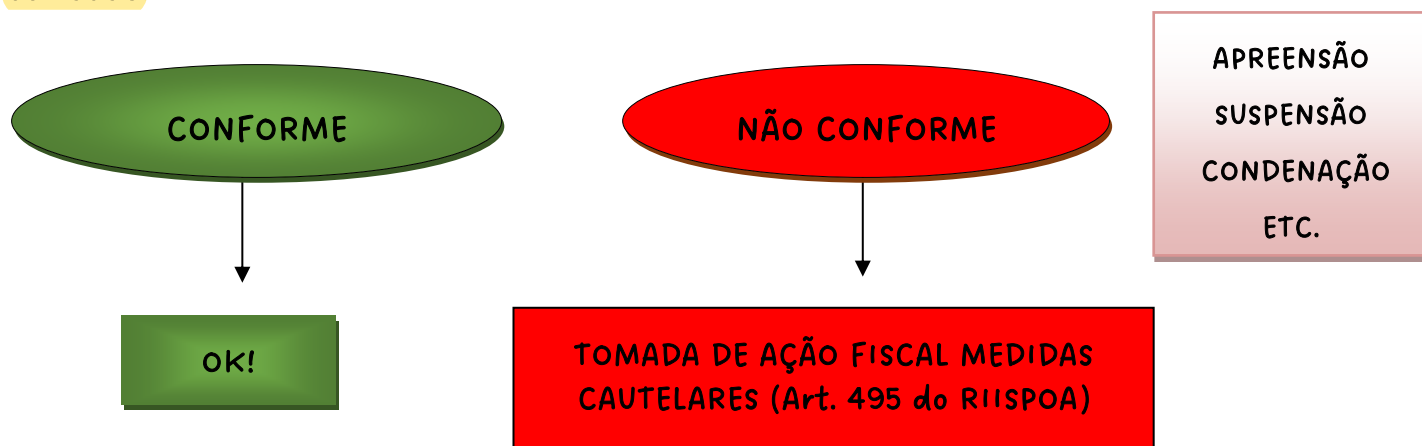 CONFORME
NÃO CONFORME
APREENSÃO
SUSPENSÃO
CONDENAÇÃO
ETC.
OK!
TOMADA DE AÇÃO FISCAL MEDIDAS
CAUTELARES (Art. 495 do RIISPOA)